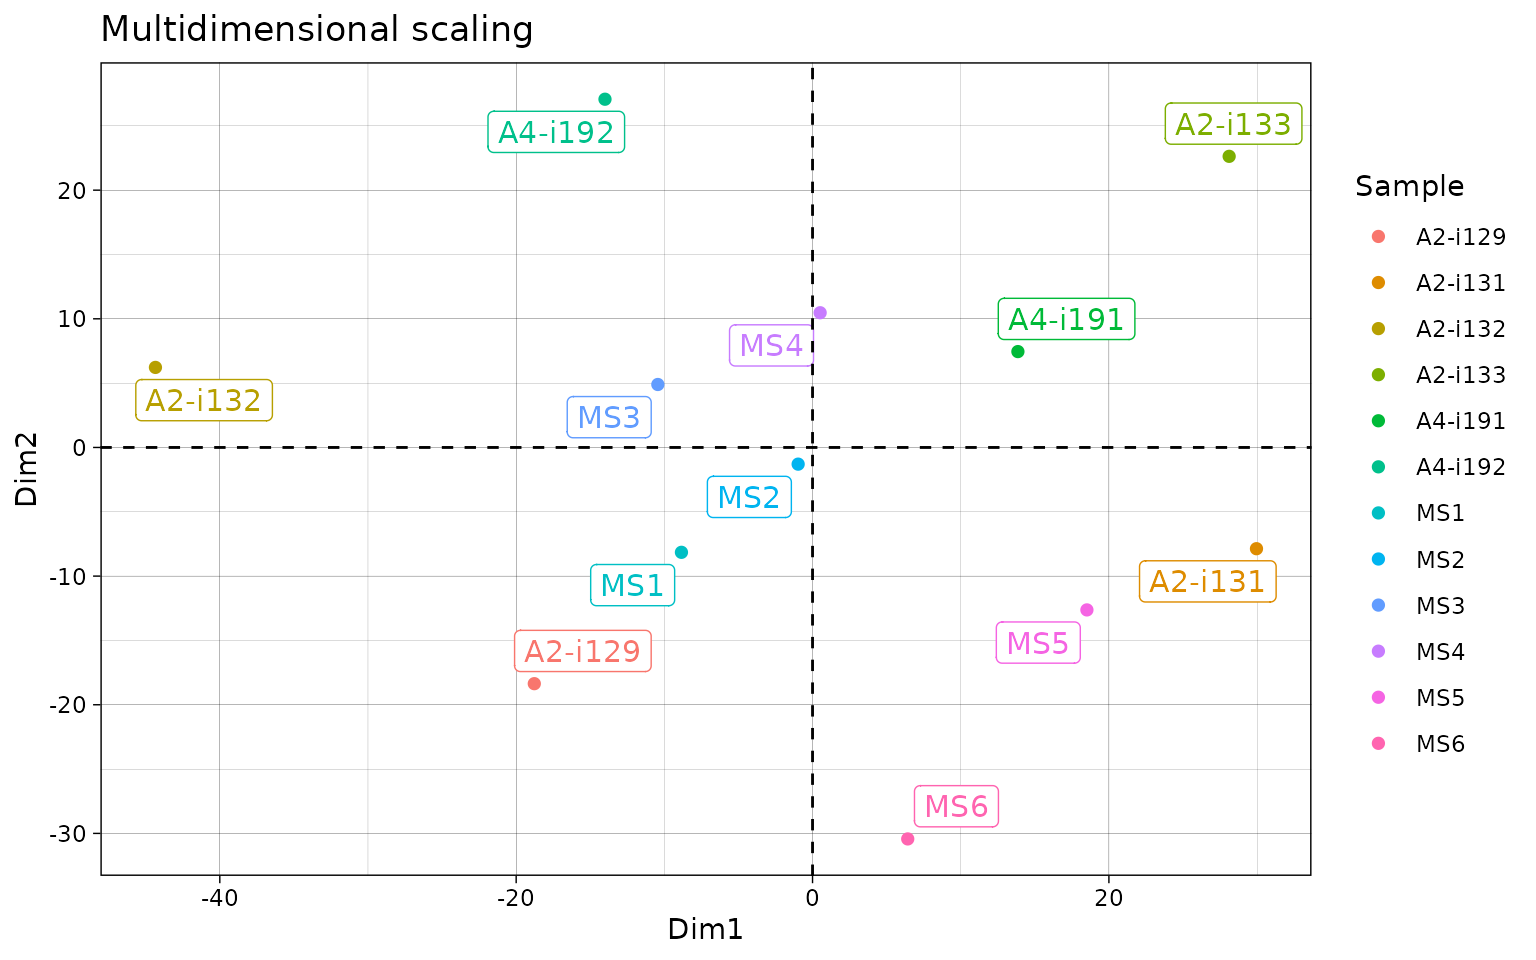 Multidimensional scaling
A4-i192
A2-i133
A4-i191
MS4
A2-i132
MS3
MS2
MS1
A2-i131
MS5
A2-i129
MS6
20
10
0
-10
-20
-30
Dim2
-40
-20
0
20
Dim1
Sample
A2-i129
A2-i131
A2-i132
A2-i133
A4-i191
A4-i192
MS1
MS2
MS3
MS4
MS5
MS6